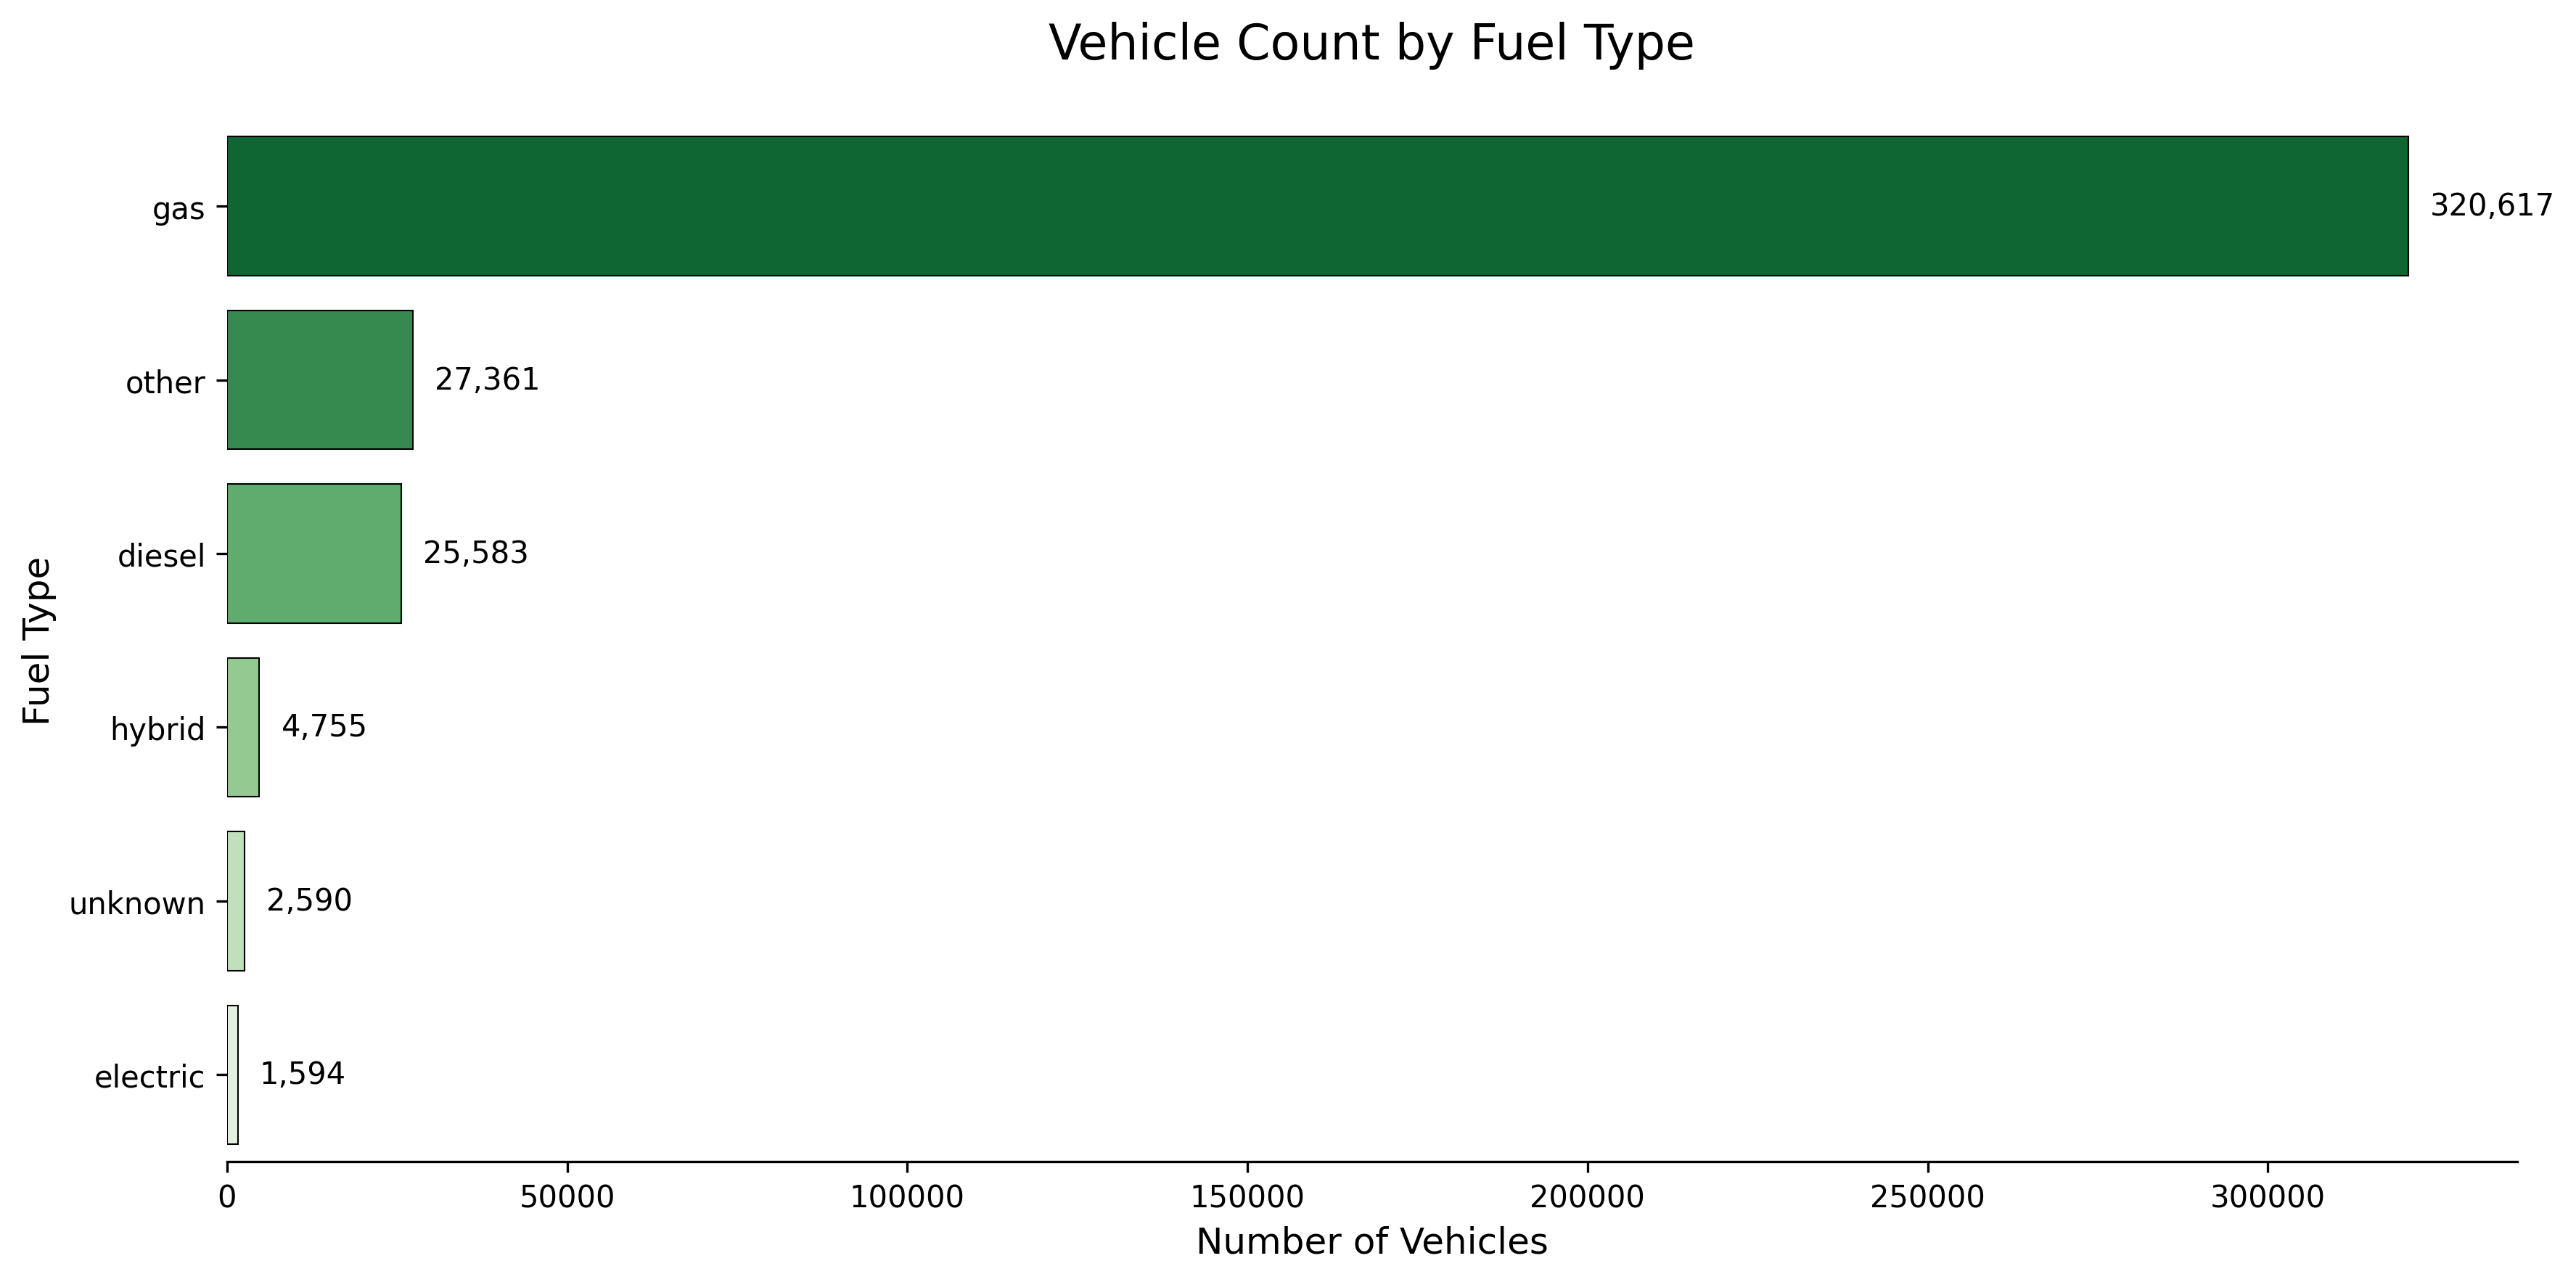 Vehicle Count by Fuel Type
Fuel Type
gas 320,617
other 27,361
diesel 25,583
hybrid 4,755
unknown 2,590
electric 1,594
0 50000 100000 150000 200000 250000 300000
Number of Vehicles